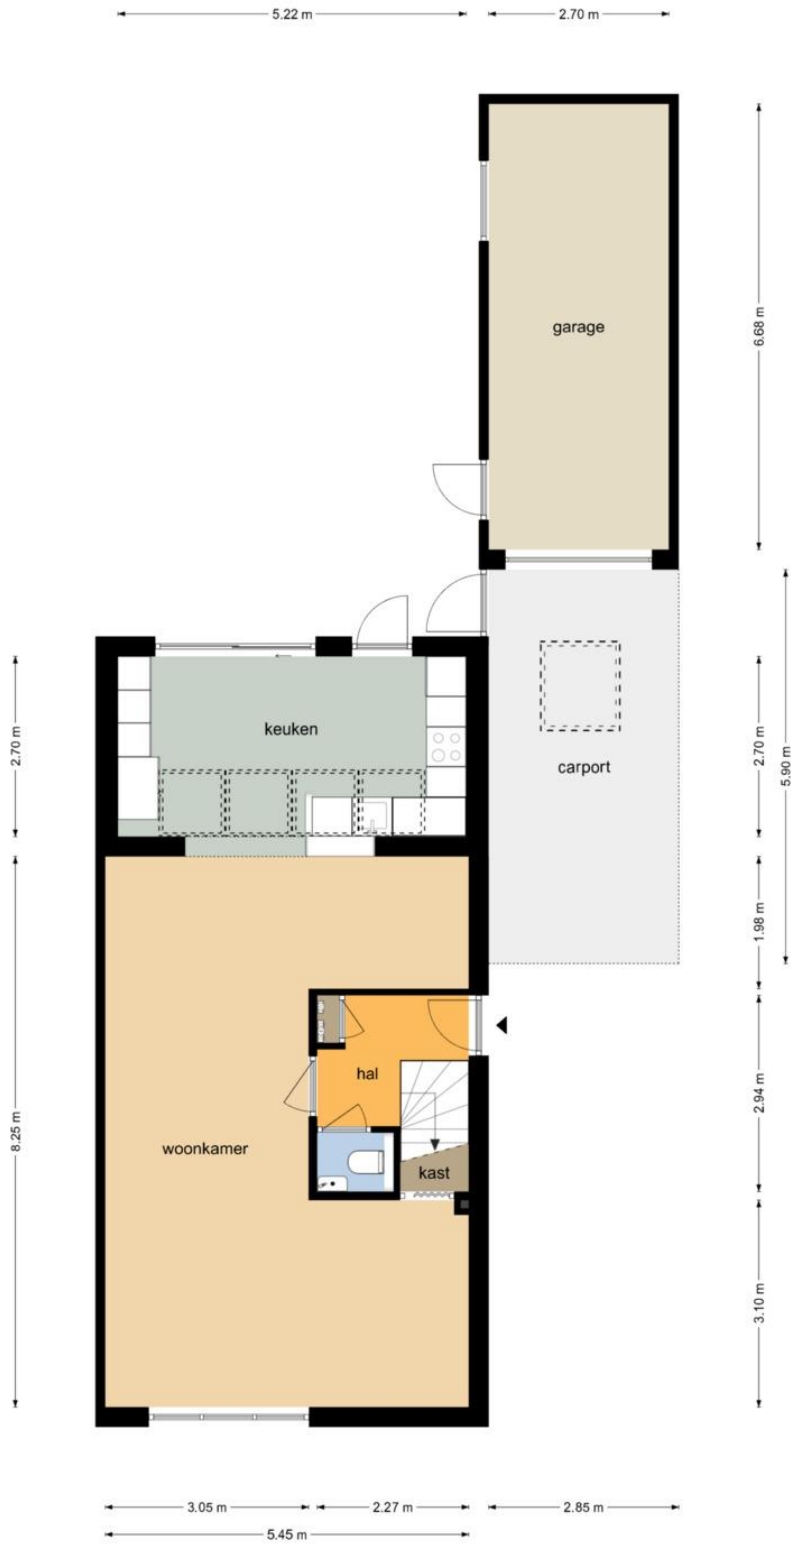 5.22 m
2.70 m
garage
6.68 m
keuken
carport
2.70 m
2.70 m
5.90 m
1.98 m
hal
2.94 m
woonkamer
kast
8.25 m
3.10 m
3.05 m
2.27 m
2.85 m
5.45 m